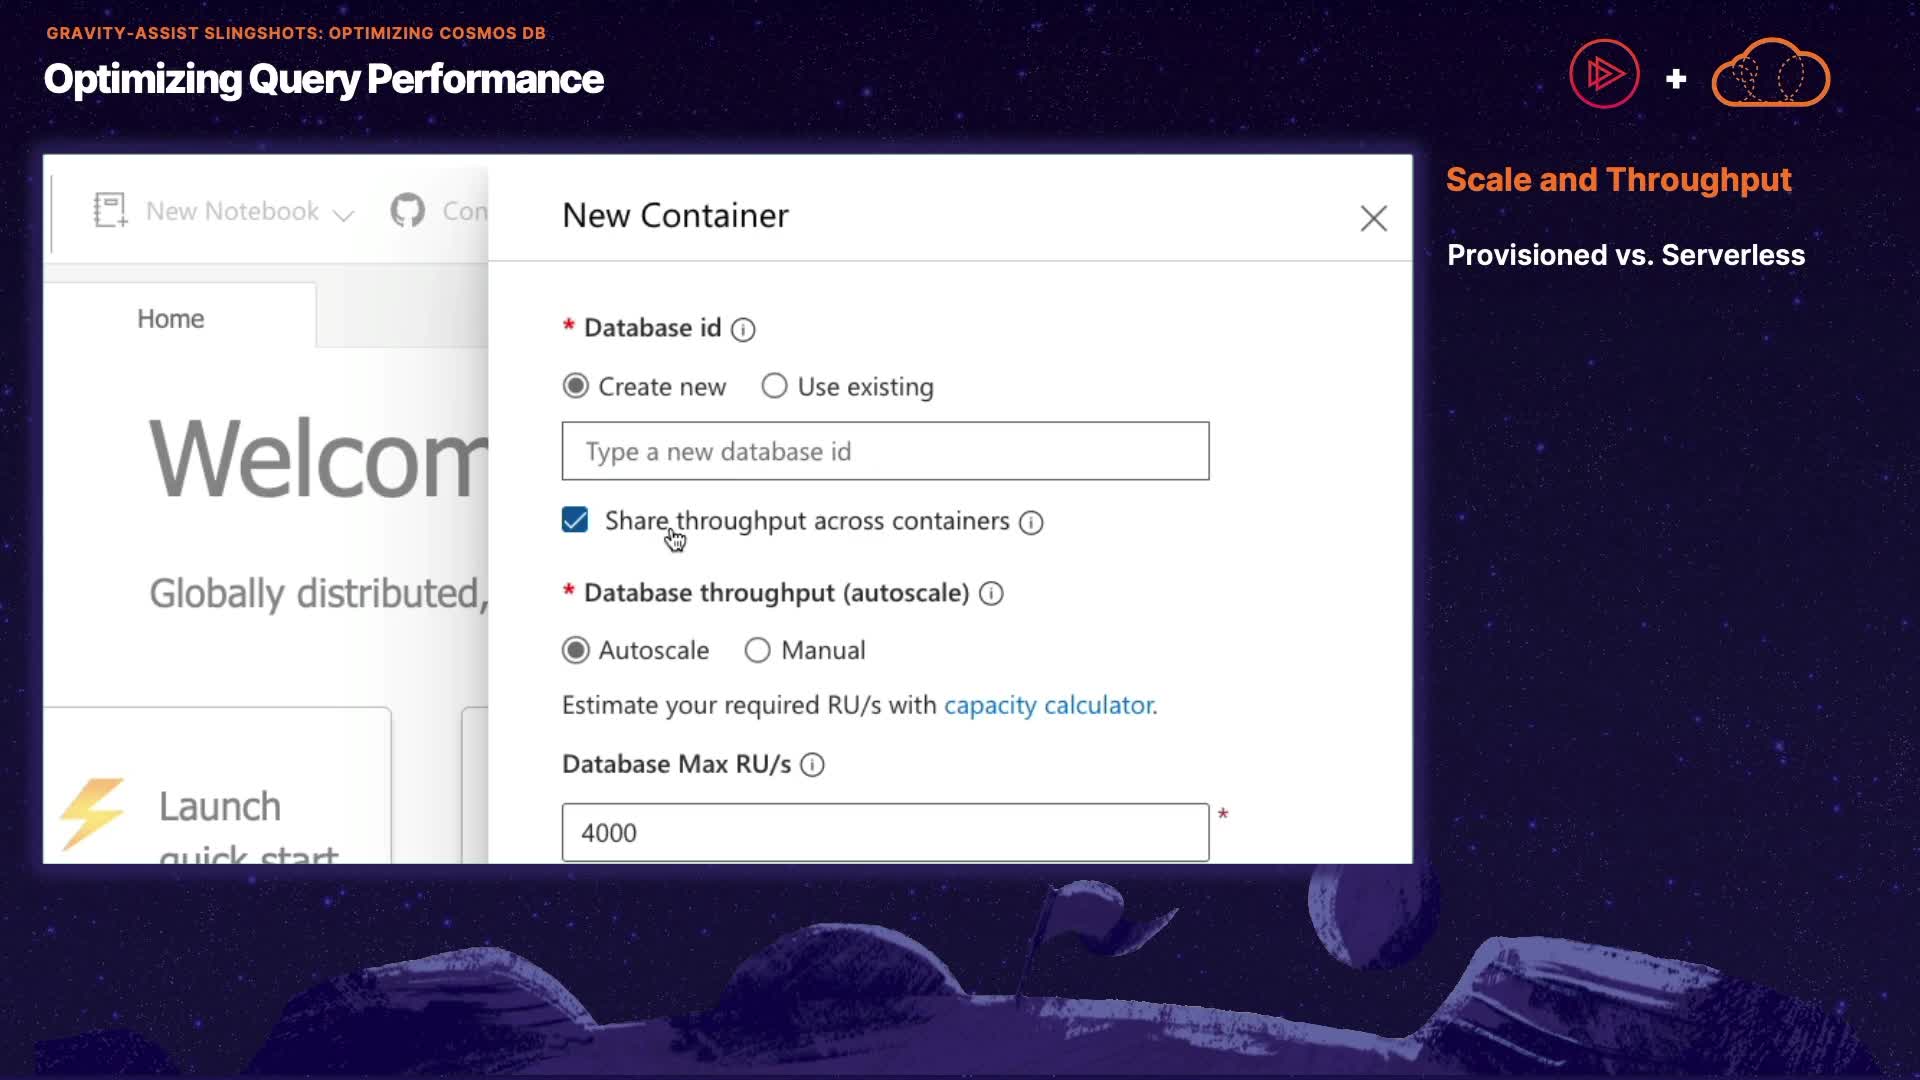 GRAVITY-ASSIST SLINGSHOTS: OPTIMIZING COSMOS DB
Optimizing Query Performance
New Notebook
Con
Home
Welcom
Globally distributed,
Launch
quick start
New Container
* Database id
Create new
Use existing
Type a new database id
Share throughput across containers
* Database throughput (autoscale)
Autoscale
Manual
Estimate your required RU/s with capacity calculator.
Database Max RU/s
4000
*
Scale and Throughput
Provisioned vs. Serverless